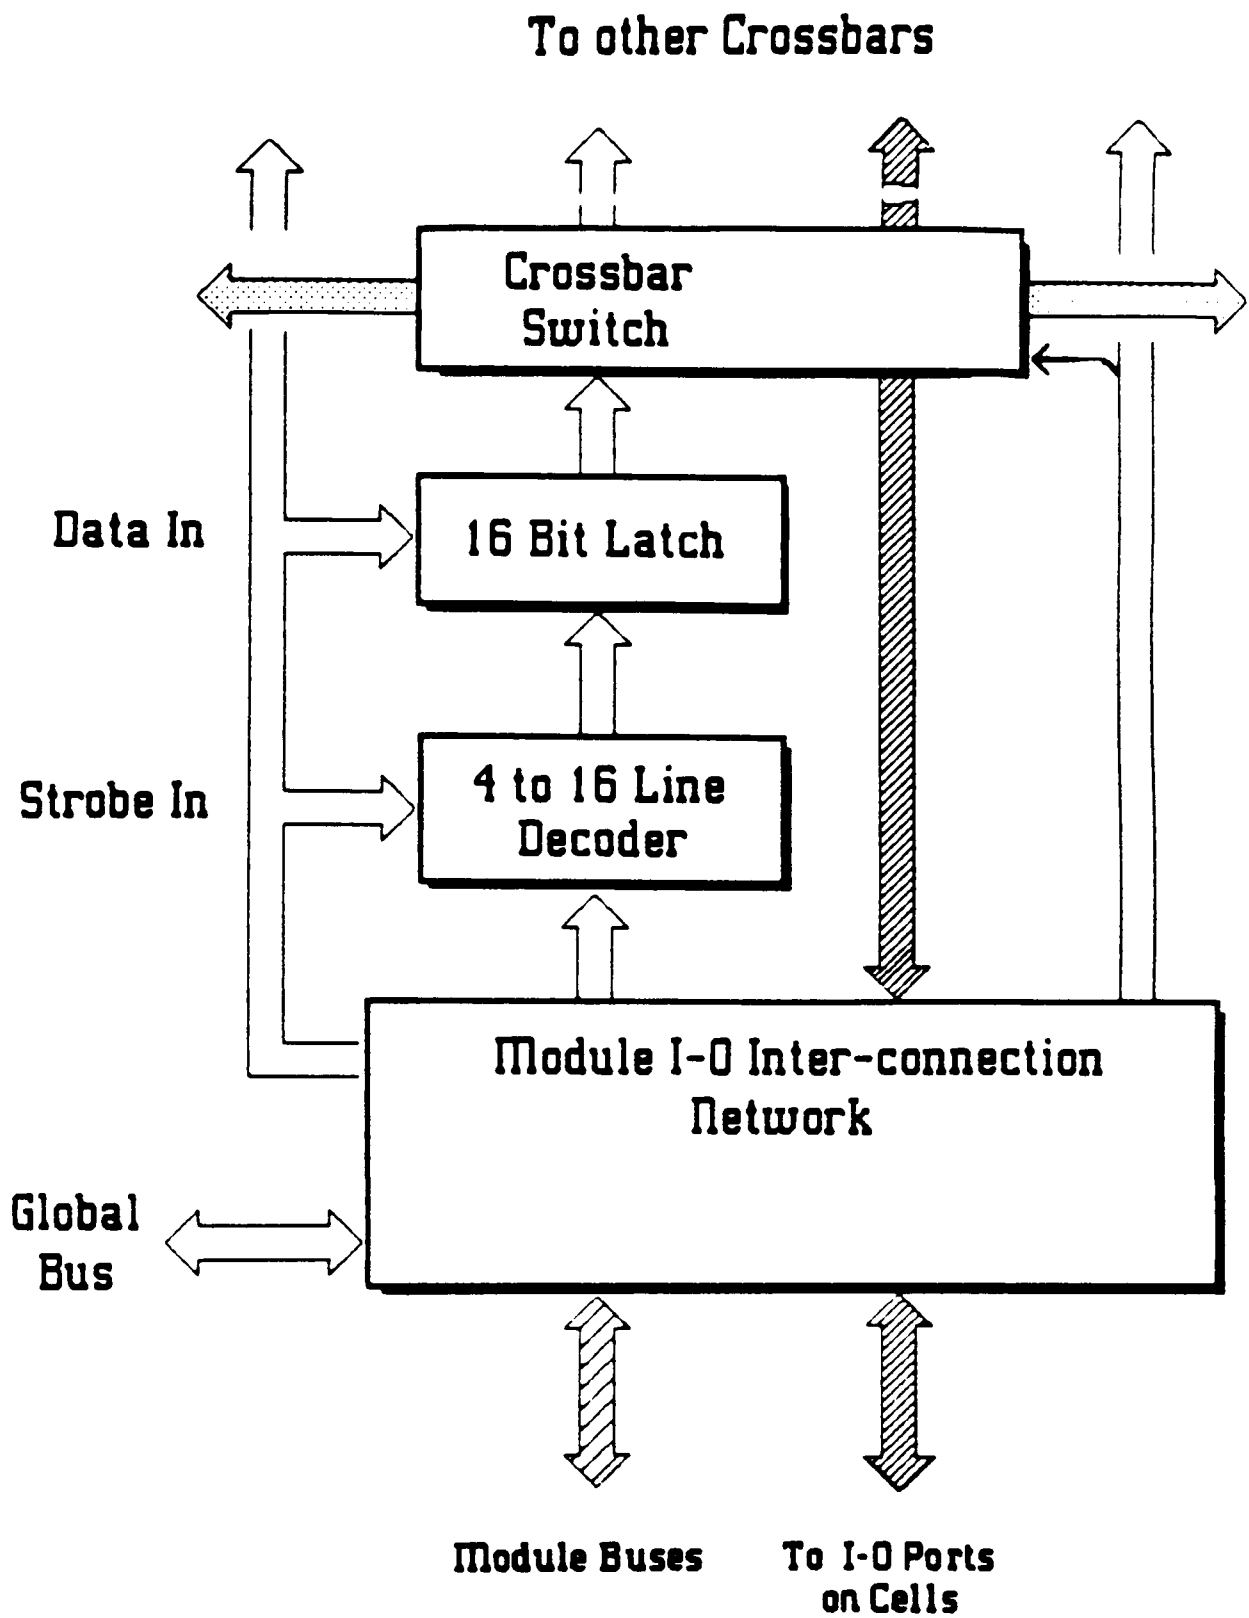 To other Crossbars
Crossbar
Switch
Data In
16 Bit Latch
Strobe In
4 to 16 Line
Decoder
Module I-O Inter-connection
Network
Global
Bus
Module Buses
To I-O Ports
on Cells